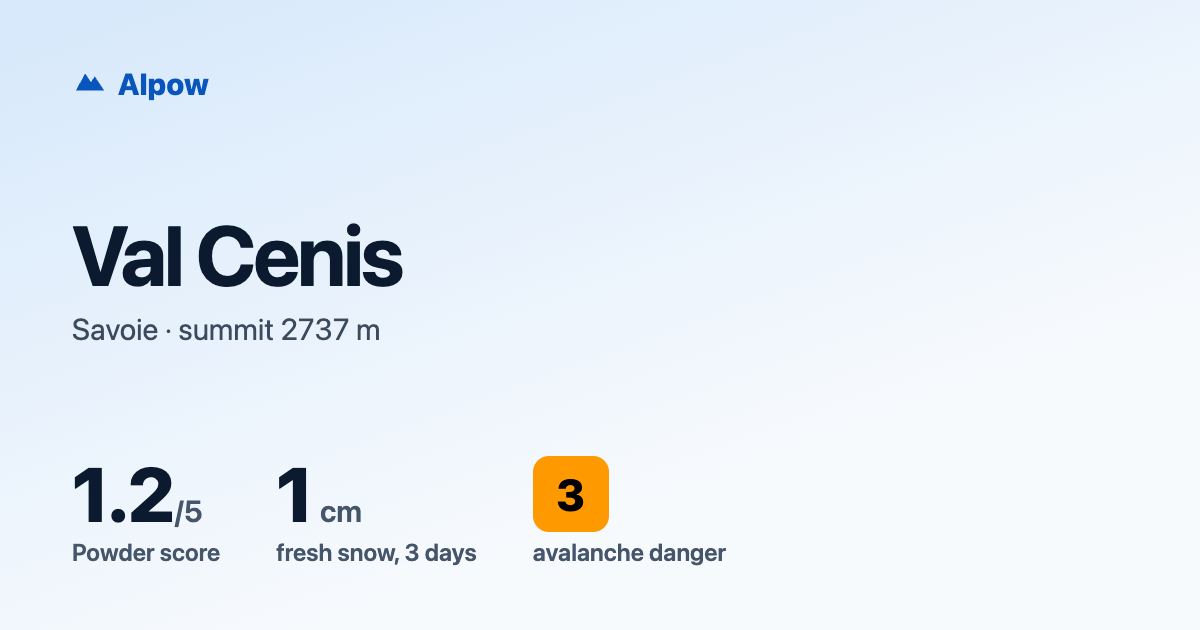 Alpow
Val Cenis
Savoie · summit 2737 m
1.2/5
Powder score
1 cm
fresh snow, 3 days
3
avalanche danger